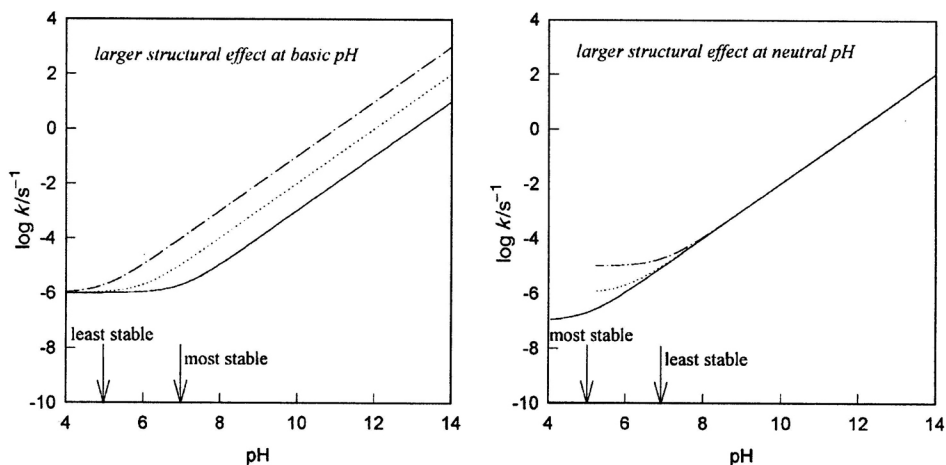 larger structural effect at basic pH
4
2
0
-2
-4
-6
-8
-10
log k/s⁻¹
least stable
most stable
4 6 8 10 12 14
pH
larger structural effect at neutral pH
4
2
0
-2
-4
-6
-8
-10
log k/s⁻¹
most stable
least stable
4 6 8 10 12 14
pH